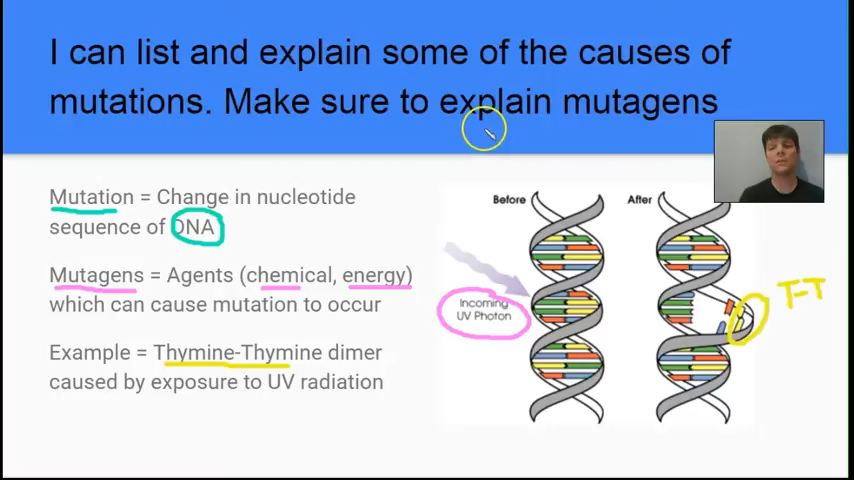 I can list and explain some of the causes of
mutations. Make sure to explain mutagens
Mutation = Change in nucleotide
sequence of DNA
Mutagens = Agents (chemical, energy)
which can cause mutation to occur
Example = Thymine-Thymine dimer
caused by exposure to UV radiation
Before
After
Incoming
UV Photon
T-T